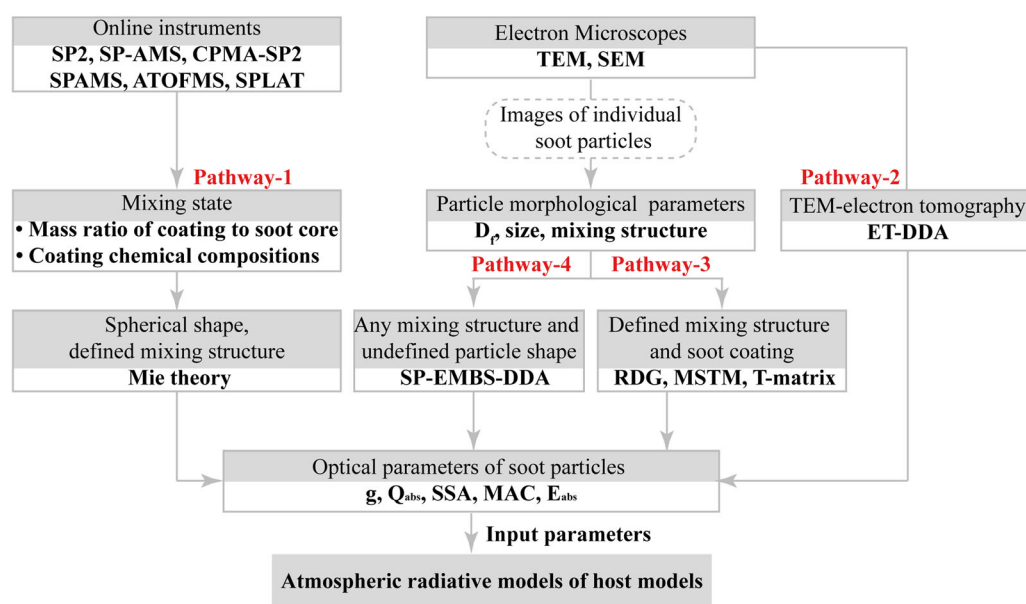 Online instruments
SP2, SP-AMS, CPMA-SP2
SPAMS, ATOFMS, SPLAT
Electron Microscopes
TEM, SEM
Images of individual
soot particles
Pathway-1
Mixing state
• Mass ratio of coating to soot core
• Coating chemical compositions
Particle morphological parameters
Df, size, mixing structure
Pathway-2
TEM-electron tomography
ET-DDA
Pathway-4
Pathway-3
Spherical shape,
defined mixing structure
Mie theory
Any mixing structure and
undefined particle shape
SP-EMBS-DDA
Defined mixing structure
and soot coating
RDG, MSTM, T-matrix
Optical parameters of soot particles
g, Qabs, SSA, MAC, Eabs
Input parameters
Atmospheric radiative models of host models